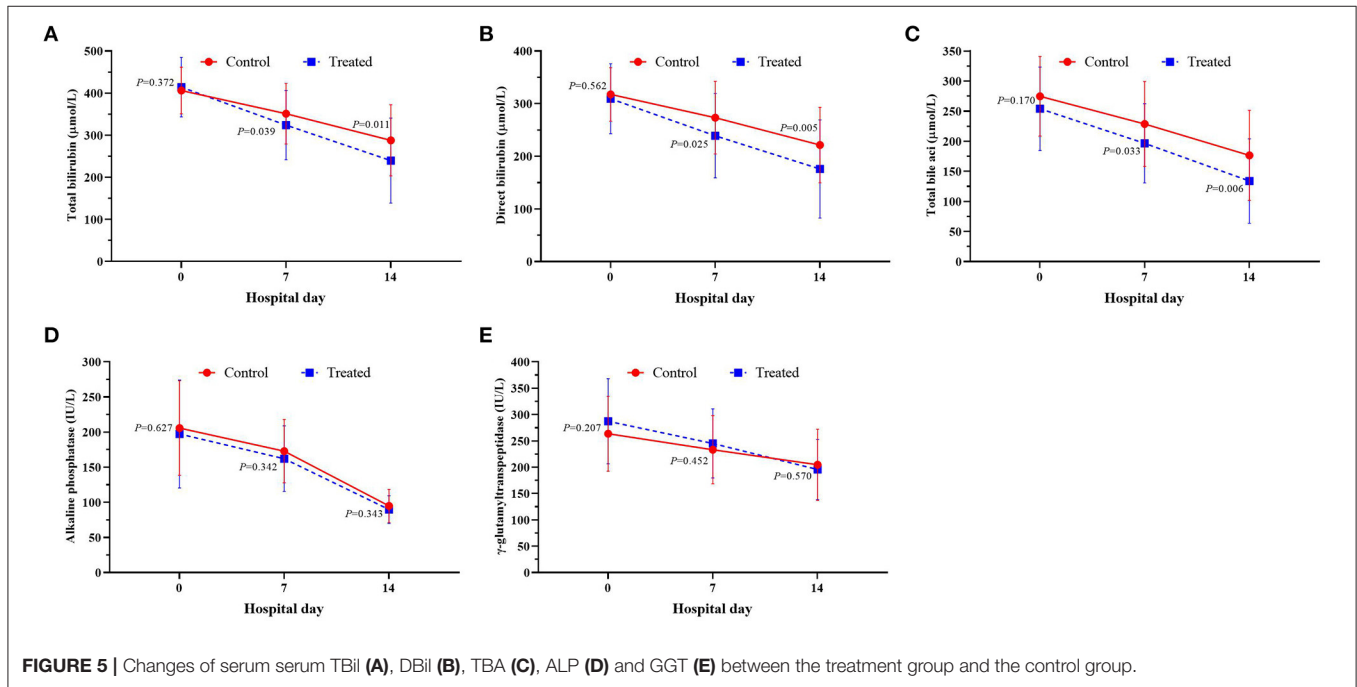 A
Control
Treated
Total bilirubin (μmol/L)
500
400
300
200
100
0
P=0.372
P=0.039
P=0.011
0
7
14
Hospital day
B
Control
Treated
Direct bilirubin (μmol/L)
400
300
200
100
0
P=0.562
P=0.025
P=0.005
0
7
14
Hospital day
C
Control
Treated
Total bile aci (μmol/L)
350
300
250
200
150
100
50
0
P=0.170
P=0.033
P=0.006
0
7
14
Hospital day
D
Control
Treated
Alkaline phosphatase (IU/L)
300
250
200
150
100
50
0
P=0.627
P=0.342
P=0.343
0
7
14
Hospital day
E
Control
Treated
γ-glutamyltranspeptidase (IU/L)
400
350
300
250
200
150
100
50
0
P=0.207
P=0.452
P=0.570
0
7
14
Hospital day
FIGURE 5 | Changes of serum serum TBil (A), DBil (B), TBA (C), ALP (D) and GGT (E) between the treatment group and the control group.